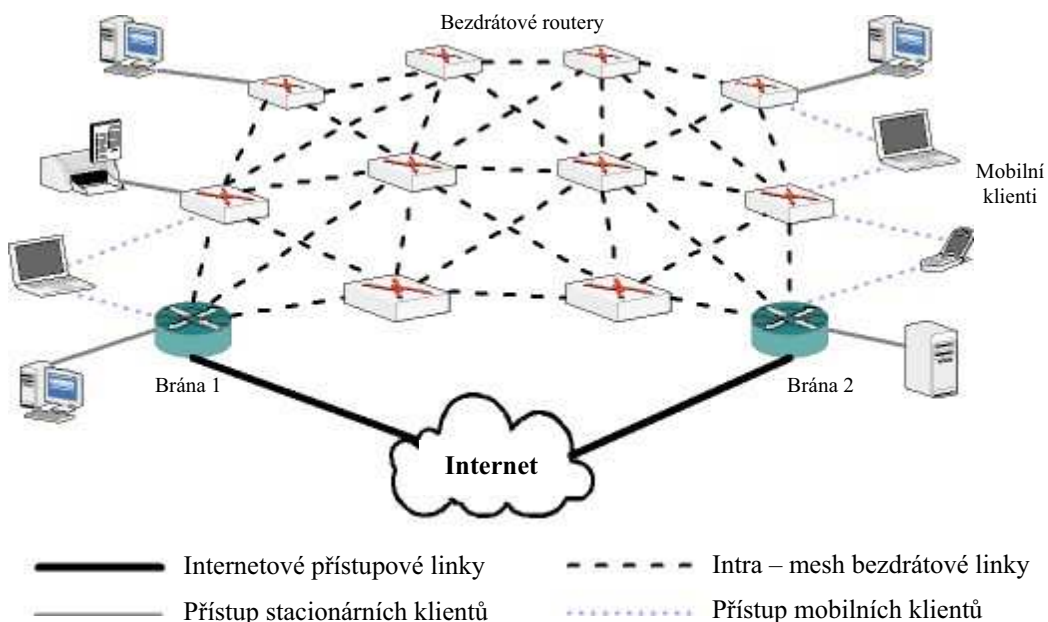 Bezdrátové routery
Mobilní
klienti
Brána 1
Brána 2
Internet
Internetové přístupové linky
Intra – mesh bezdrátové linky
Přístup stacionárních klientů
Přístup mobilních klientů